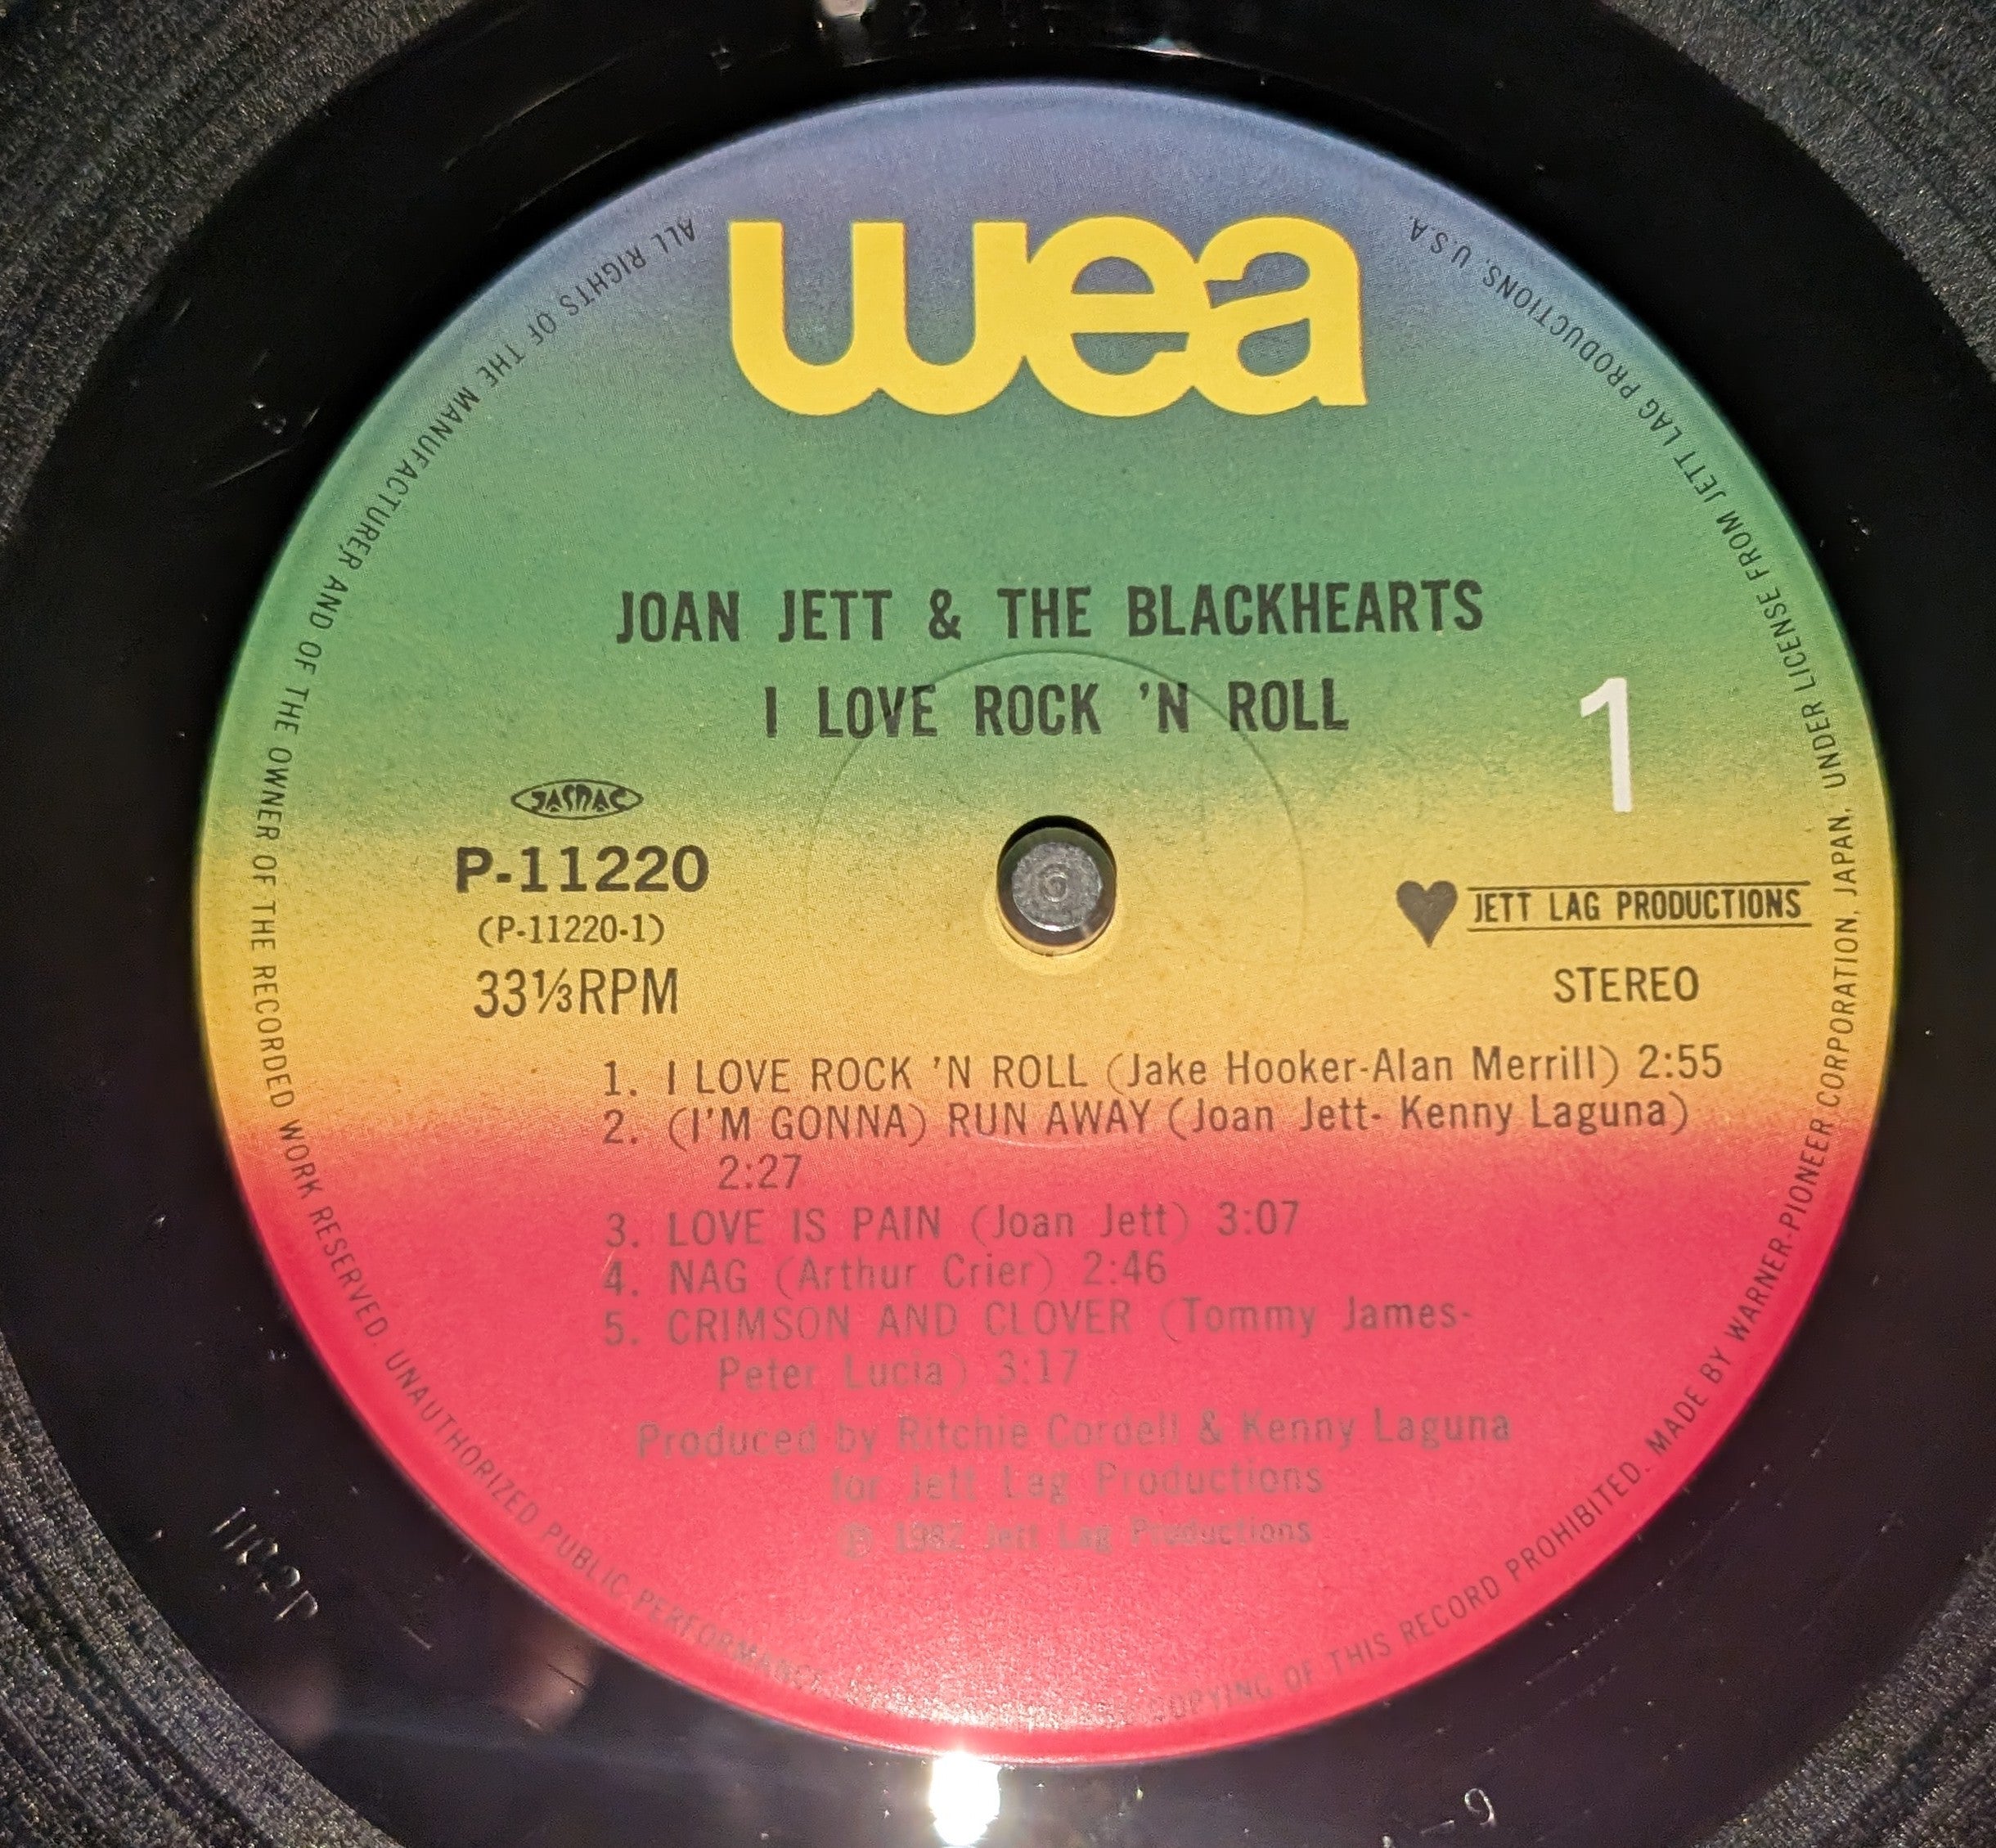 wea
JOAN JETT & THE BLACKHEARTS
I LOVE ROCK 'N ROLL
1
JASRAC
P-11220
(P-11220-1)
33⅓RPM
JETT LAG PRODUCTIONS
STEREO
1. I LOVE ROCK 'N ROLL (Jake Hooker-Alan Merrill) 2:55
2. (I'M GONNA) RUN AWAY (Joan Jett- Kenny Laguna)
2:27
3. LOVE IS PAIN (Joan Jett) 3:07
4. NAG (Arthur Crier) 2:46
5. CRIMSON AND CLOVER (Tommy James-
Peter Lucia) 3:17
Produced by Ritchie Cordell & Kenny Laguna
for Jett Lag Productions
℗ 1982 Jett Lag Productions
ALL RIGHTS OF THE MANUFACTURER AND OF THE OWNER OF THE RECORDED WORK RESERVED. UNAUTHORIZED PUBLIC PERFORMANCE COPYING OF THIS RECORD PROHIBITED. MADE BY WARNER-PIONEER CORPORATION, JAPAN, UNDER LICENSE FROM JETT LAG PRODUCTIONS, U.S.A.